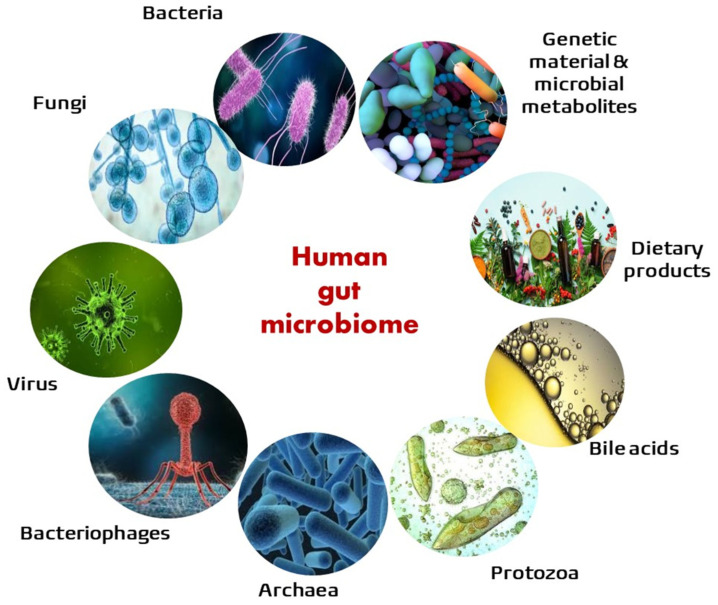 Bacteria
Genetic
material &
microbial
metabolites
Fungi
Dietary
products
Human
gut
microbiome
Virus
Bile acids
Bacteriophages
Protozoa
Archaea